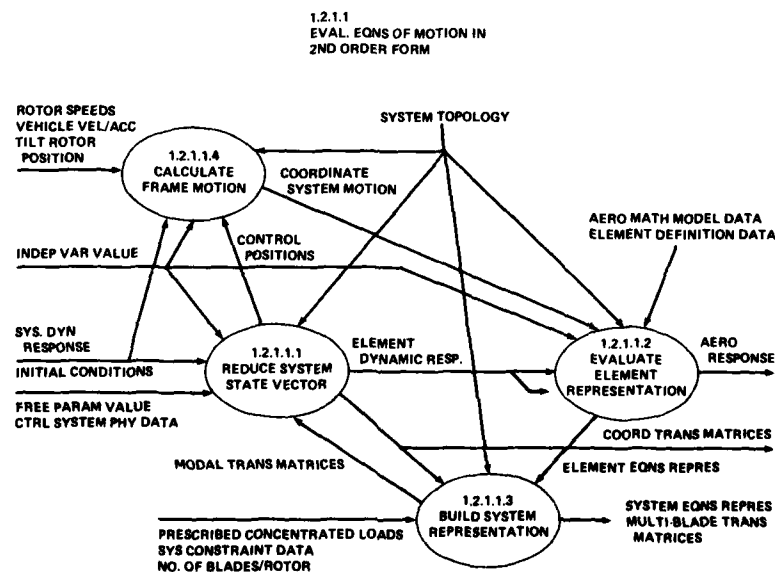 1.2.1.1
EVAL. EQNS OF MOTION IN
2ND ORDER FORM
ROTOR SPEEDS
VEHICLE VEL/ACC
TILT ROTOR
POSITION
SYSTEM TOPOLOGY
1.2.1.1.4
CALCULATE
FRAME MOTION
COORDINATE
SYSTEM MOTION
AERO MATH MODEL DATA
ELEMENT DEFINITION DATA
INDEP VAR VALUE
CONTROL
POSITIONS
SYS. DYN
RESPONSE
INITIAL CONDITIONS
1.2.1.1.1
REDUCE SYSTEM
STATE VECTOR
ELEMENT
DYNAMIC RESP.
1.2.1.1.2
EVALUATE
ELEMENT
REPRESENTATION
AERO
RESPONSE
FREE PARAM VALUE
CTRL SYSTEM PHY DATA
COORD TRANS MATRICES
MODAL TRANS MATRICES
ELEMENT EQNS REPRES
1.2.1.1.3
BUILD SYSTEM
REPRESENTATION
SYSTEM EQNS REPRES
MULTI-BLADE TRANS
MATRICES
PRESCRIBED CONCENTRATED LOADS
SYS CONSTRAINT DATA
NO. OF BLADES/ROTOR